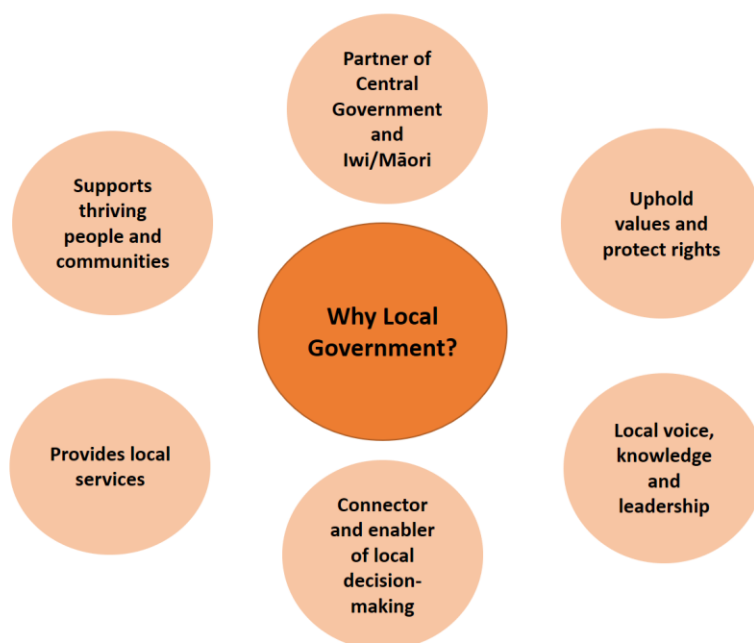 Partner of
Central
Government
and
Iwi/Māori
Supports
thriving
people and
communities
Uphold
values and
protect rights
Why Local
Government?
Provides local
services
Local voice,
knowledge
and
leadership
Connector
and enabler
of local
decision-
making